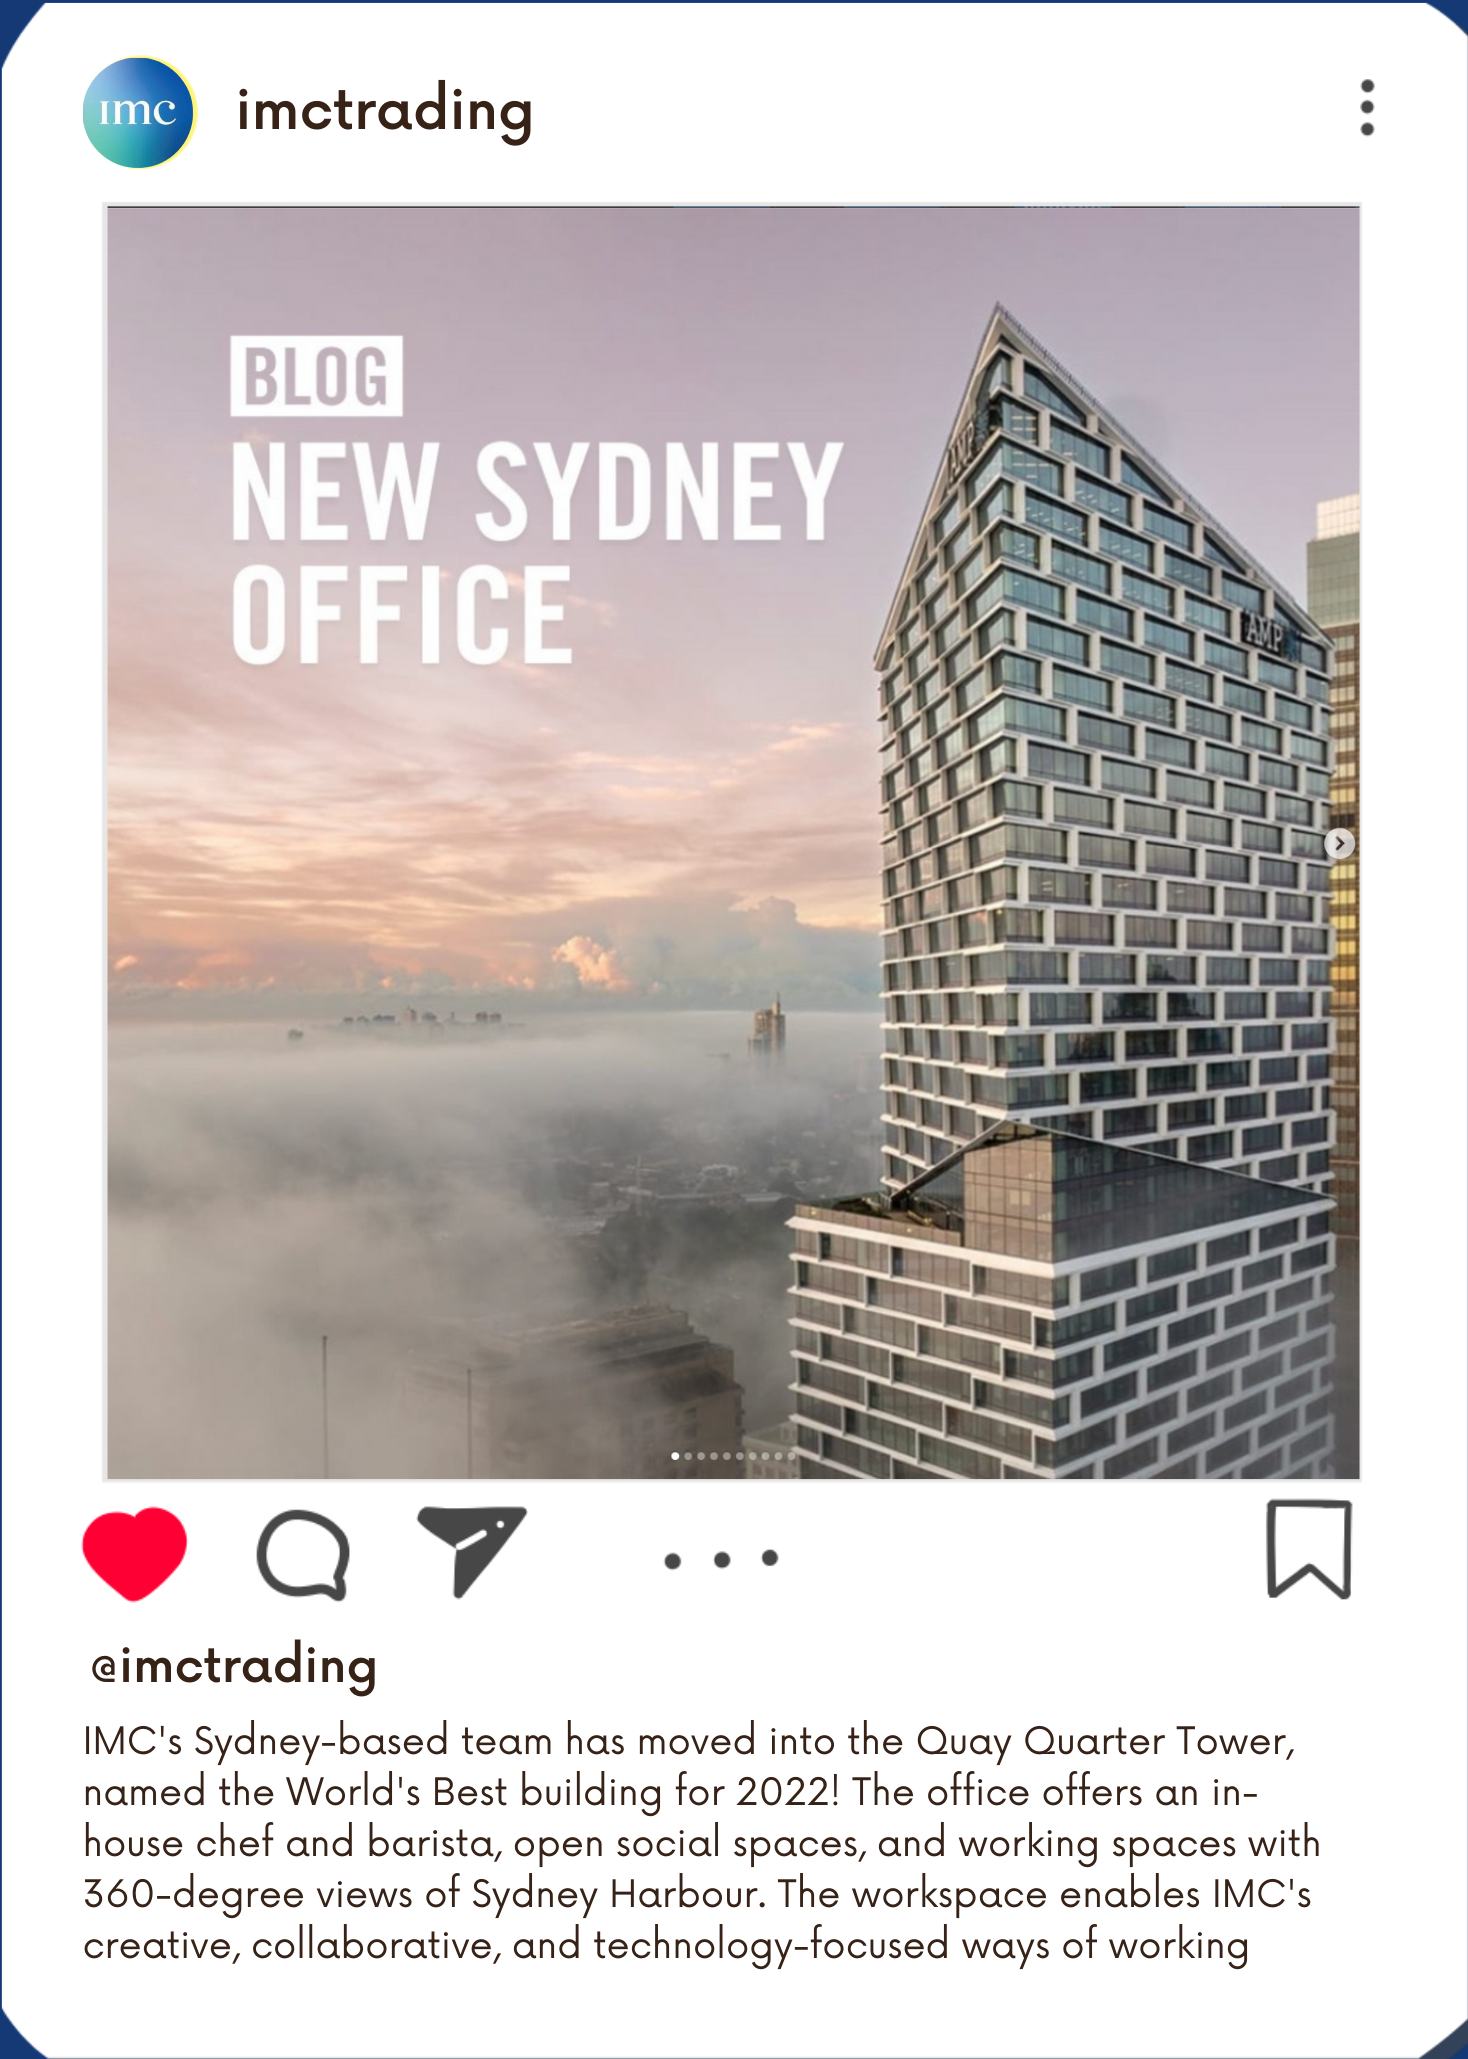 imc
imctrading
BLOG
NEW SYDNEY
OFFICE
AMP
AMP
@imctrading
IMC's Sydney-based team has moved into the Quay Quarter Tower,
named the World's Best building for 2022! The office offers an in-
house chef and barista, open social spaces, and working spaces with
360-degree views of Sydney Harbour. The workspace enables IMC's
creative, collaborative, and technology-focused ways of working